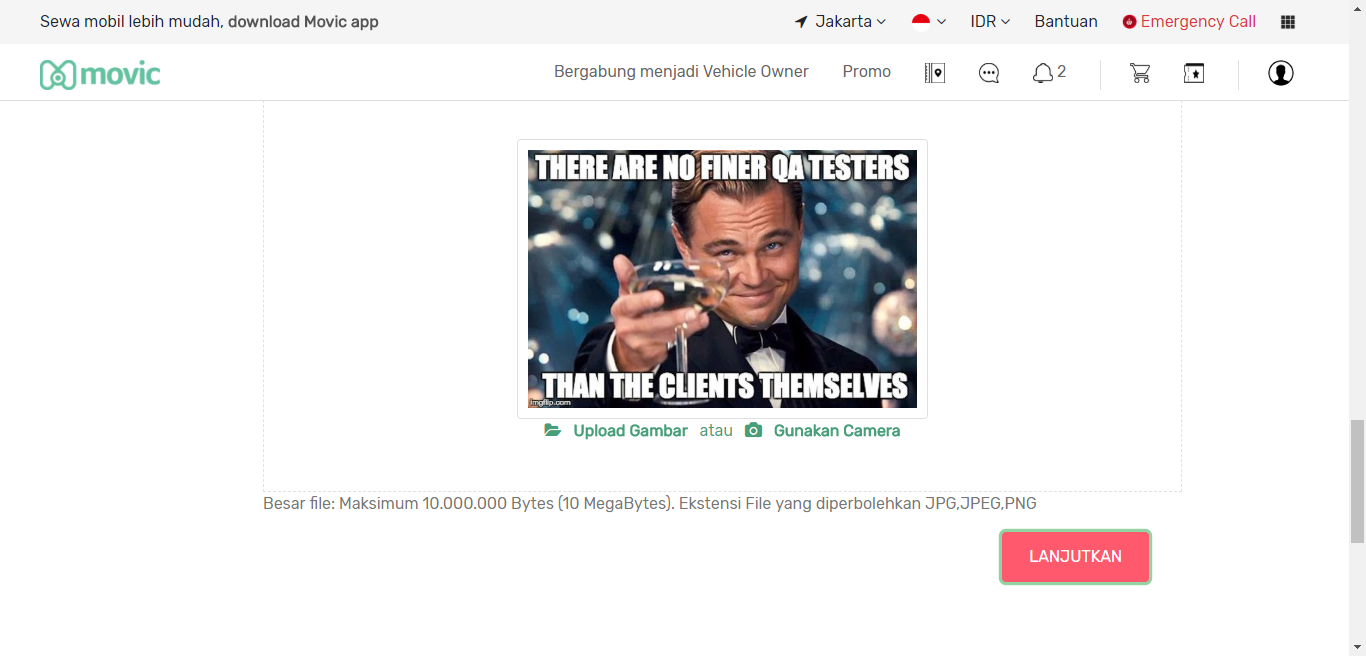 Sewa mobil lebih mudah, download Movic app
Jakarta
IDR
Bantuan
Emergency Call
movic
Bergabung menjadi Vehicle Owner
Promo
2
THERE ARE NO FINER QA TESTERS
THAN THE CLIENTS THEMSELVES
imgflip.com
Upload Gambar atau Gunakan Camera
Besar file: Maksimum 10.000.000 Bytes (10 MegaBytes). Ekstensi File yang diperbolehkan JPG,JPEG,PNG
LANJUTKAN